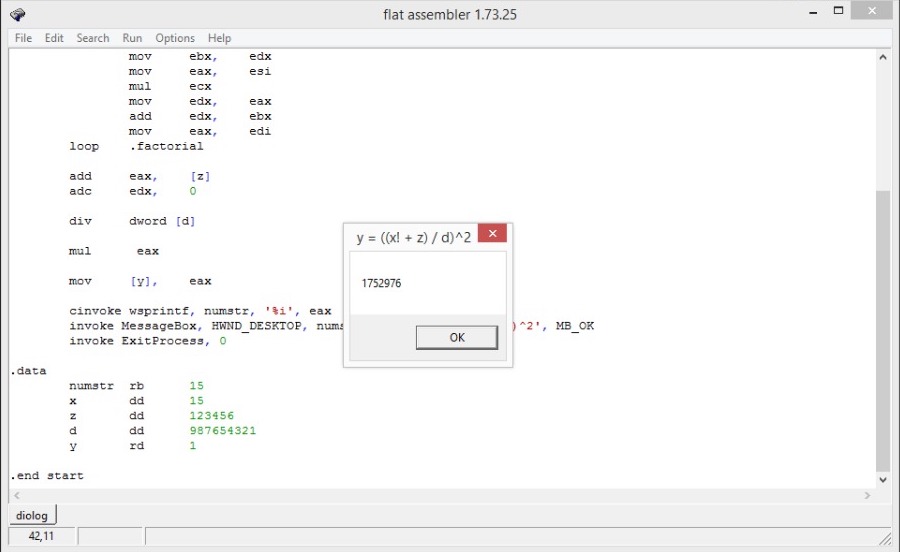 flat assembler 1.73.25
File Edit Search Run Options Help
mov ebx, edx
mov eax, esi
mul ecx
mov edx, eax
add edx, ebx
mov eax, edi
loop .factorial
add eax, [z]
adc edx, 0
div dword [d]
mul eax
mov [y], eax
cinvoke wsprintf, numstr, '%i', eax
invoke MessageBox, HWND_DESKTOP, nums )^2', MB_OK
invoke ExitProcess, 0
y = ((x! + z) / d)^2
1752976
OK
.data
numstr rb 15
x dd 15
z dd 123456
d dd 987654321
y rd 1
.end start
diolog
42,11